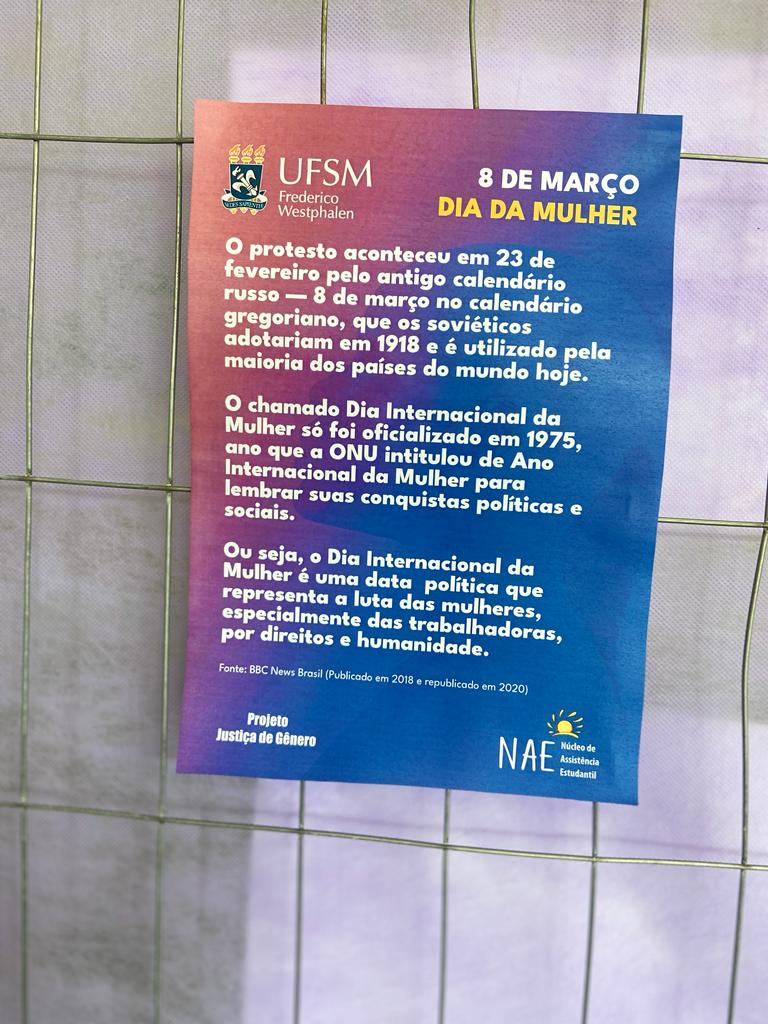 UFSM
Frederico
Westphalen
SEDES SAPIENTIAE
8 DE MARÇO
DIA DA MULHER
O protesto aconteceu em 23 de
fevereiro pelo antigo calendário
russo — 8 de março no calendário
gregoriano, que os soviéticos
adotariam em 1918 e é utilizado pela
maioria dos países do mundo hoje.
O chamado Dia Internacional da
Mulher só foi oficializado em 1975,
ano que a ONU intitulou de Ano
Internacional da Mulher para
lembrar suas conquistas políticas e
sociais.
Ou seja, o Dia Internacional da
Mulher é uma data política que
representa a luta das mulheres,
especialmente das trabalhadoras,
por direitos e humanidade.
Fonte: BBC News Brasil (Publicado em 2018 e republicado em 2020)
Projeto
Justiça de Gênero
NAE
Núcleo de
Assistência
Estudantil